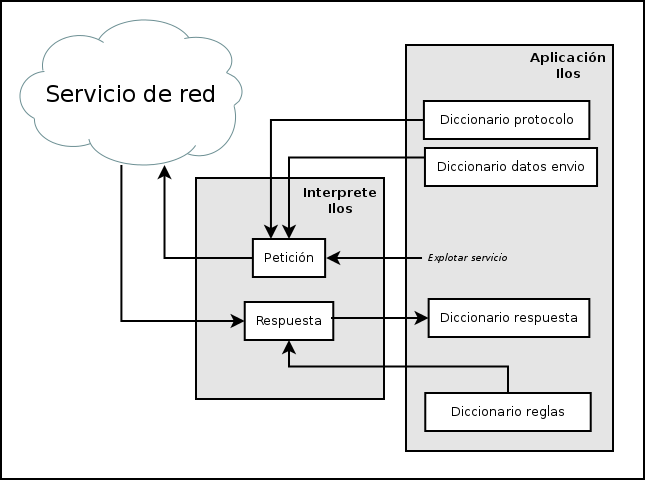 Servicio de red
Aplicación
Ilos
Diccionario protocolo
Diccionario datos envio
Interprete
Ilos
Petición
Explotar servicio
Respuesta
Diccionario respuesta
Diccionario reglas